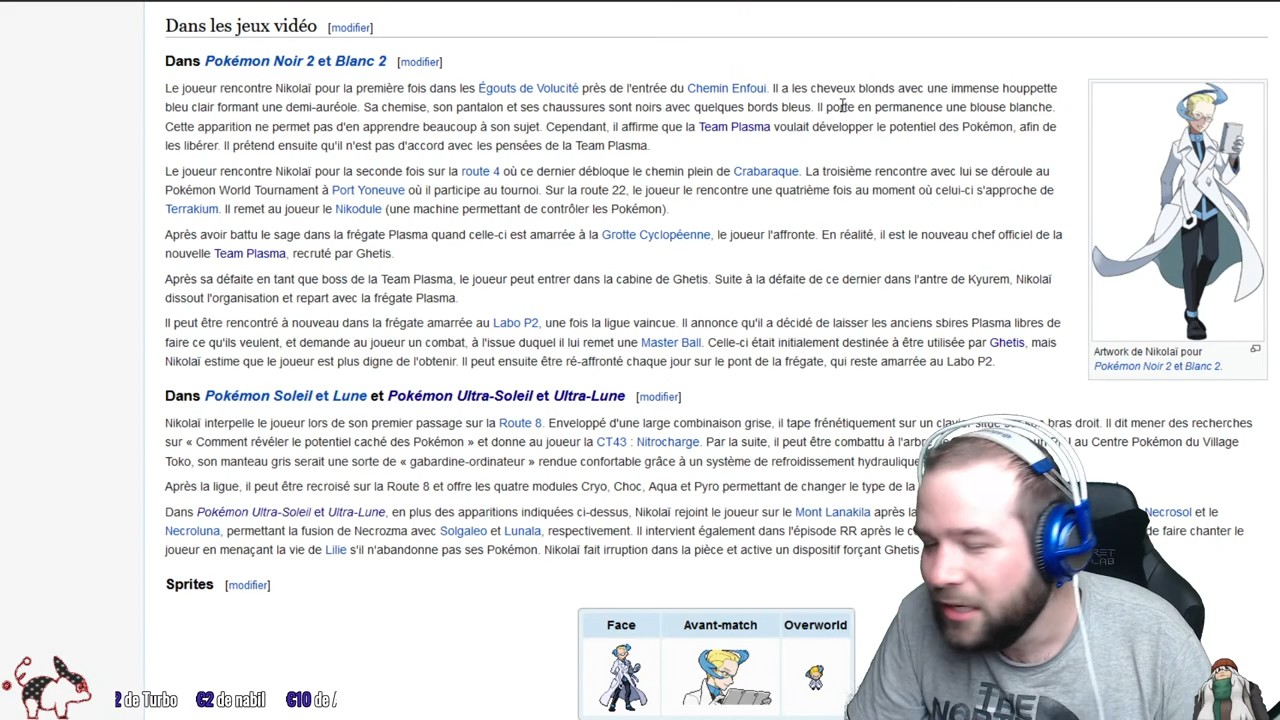 Dans les jeux vidéo [modifier]
Dans Pokémon Noir 2 et Blanc 2 [modifier]
Le joueur rencontre Nikolaï pour la première fois dans les Égouts de Volucité près de l'entrée du Chemin Enfoui. Il a les cheveux blonds avec une immense houppette
bleu clair formant une demi-auréole. Sa chemise, son pantalon et ses chaussures sont noirs avec quelques bords bleus. Il porte en permanence une blouse blanche.
Cette apparition ne permet pas d'en apprendre beaucoup à son sujet. Cependant, il affirme que la Team Plasma voulait développer le potentiel des Pokémon, afin de
les libérer. Il prétend ensuite qu'il n'est pas d'accord avec les pensées de la Team Plasma.
Le joueur rencontre Nikolaï pour la seconde fois sur la route 4 où ce dernier débloque le chemin plein de Crabaraque. La troisième rencontre avec lui se déroule au
Pokémon World Tournament à Port Yoneuve où il participe au tournoi. Sur la route 22, le joueur le rencontre une quatrième fois au moment où celui-ci s'approche de
Terrakium. Il remet au joueur le Nikodule (une machine permettant de contrôler les Pokémon).
Après avoir battu le sage dans la frégate Plasma quand celle-ci est amarrée à la Grotte Cyclopéenne, le joueur l'affronte. En réalité, il est le nouveau chef officiel de la
nouvelle Team Plasma, recruté par Ghetis.
Après sa défaite en tant que boss de la Team Plasma, le joueur peut entrer dans la cabine de Ghetis. Suite à la défaite de ce dernier dans l'antre de Kyurem, Nikolaï
dissout l'organisation et repart avec la frégate Plasma.
Il peut être rencontré à nouveau dans la frégate amarrée au Labo P2, une fois la ligue vaincue. Il annonce qu'il a décidé de laisser les anciens sbires Plasma libres de
faire ce qu'ils veulent, et demande au joueur un combat, à l'issue duquel il lui remet une Master Ball. Celle-ci était initialement destinée à être utilisée par Ghetis, mais
Nikolaï estime que le joueur est plus digne de l'obtenir. Il peut ensuite être ré-affronté chaque jour sur le pont de la frégate, qui reste amarrée au Labo P2.
Artwork de Nikolaï pour
Pokémon Noir 2 et Blanc 2.
Dans Pokémon Soleil et Lune et Pokémon Ultra-Soleil et Ultra-Lune [modifier]
Nikolaï interpelle le joueur lors de son premier passage sur la Route 8. Enveloppé d'une large combinaison grise, il tape frénétiquement sur un clavier situé sur son bras droit. Il dit mener des recherches
sur « Comment révéler le potentiel caché des Pokémon » et donne au joueur la CT43 : Nitrocharge. Par la suite, il peut être combattu à l'arbre au Centre Pokémon du Village
Toko, son manteau gris serait une sorte de « gabardine-ordinateur » rendue confortable grâce à un système de refroidissement hydraulique
Après la ligue, il peut être recroisé sur la Route 8 et offre les quatre modules Cryo, Choc, Aqua et Pyro permettant de changer le type de la
Dans Pokémon Ultra-Soleil et Ultra-Lune, en plus des apparitions indiquées ci-dessus, Nikolaï rejoint le joueur sur le Mont Lanakila après la Necrosol et le
Necroluna, permettant la fusion de Necrozma avec Solgaleo et Lunala, respectivement. Il intervient également dans l'épisode RR après le de faire chanter le
joueur en menaçant la vie de Lilie s'il n'abandonne pas ses Pokémon. Nikolaï fait irruption dans la pièce et active un dispositif forçant Ghetis
Sprites [modifier]
Face Avant-match Overworld
2 de Turbo €2 de nabil €10 de
THE
NORTH